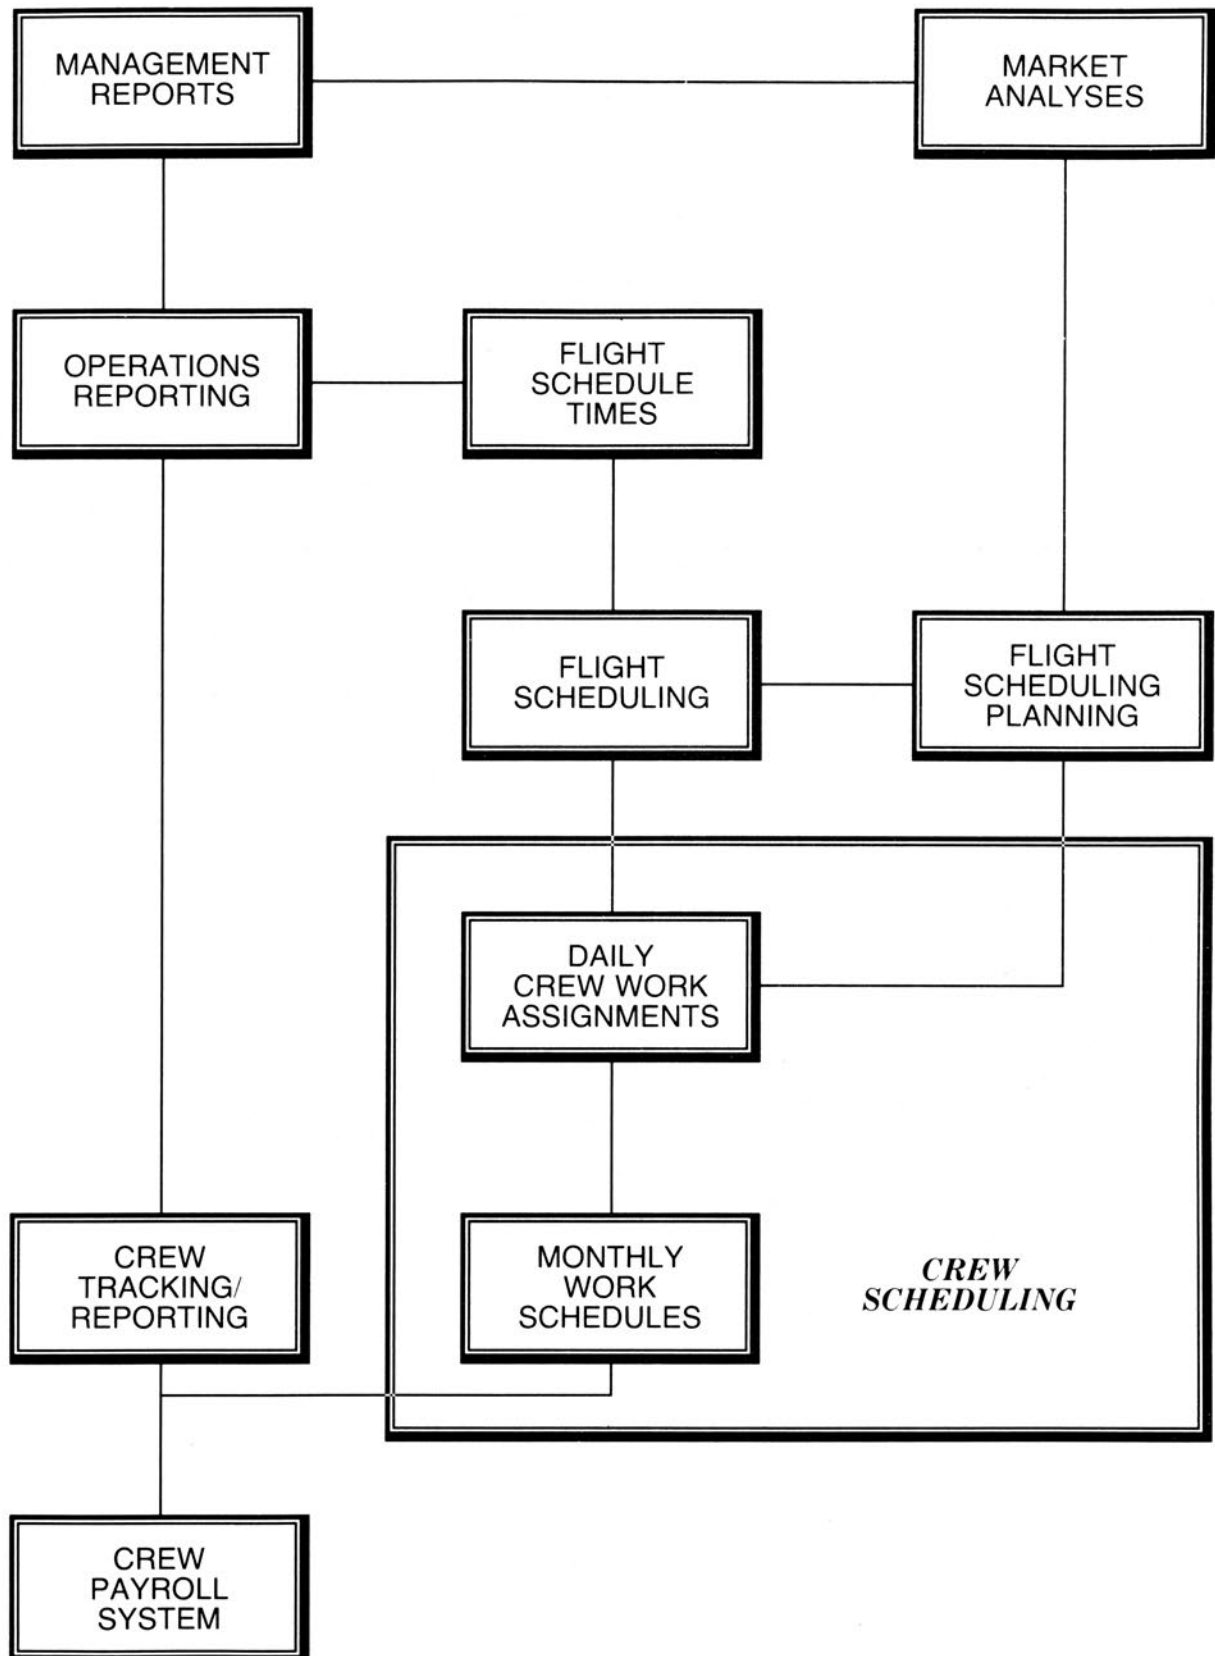 MANAGEMENT
REPORTS
MARKET
ANALYSES
OPERATIONS
REPORTING
FLIGHT
SCHEDULE
TIMES
FLIGHT
SCHEDULING
FLIGHT
SCHEDULING
PLANNING
DAILY
CREW WORK
ASSIGNMENTS
CREW
TRACKING/
REPORTING
MONTHLY
WORK
SCHEDULES
CREW
SCHEDULING
CREW
PAYROLL
SYSTEM